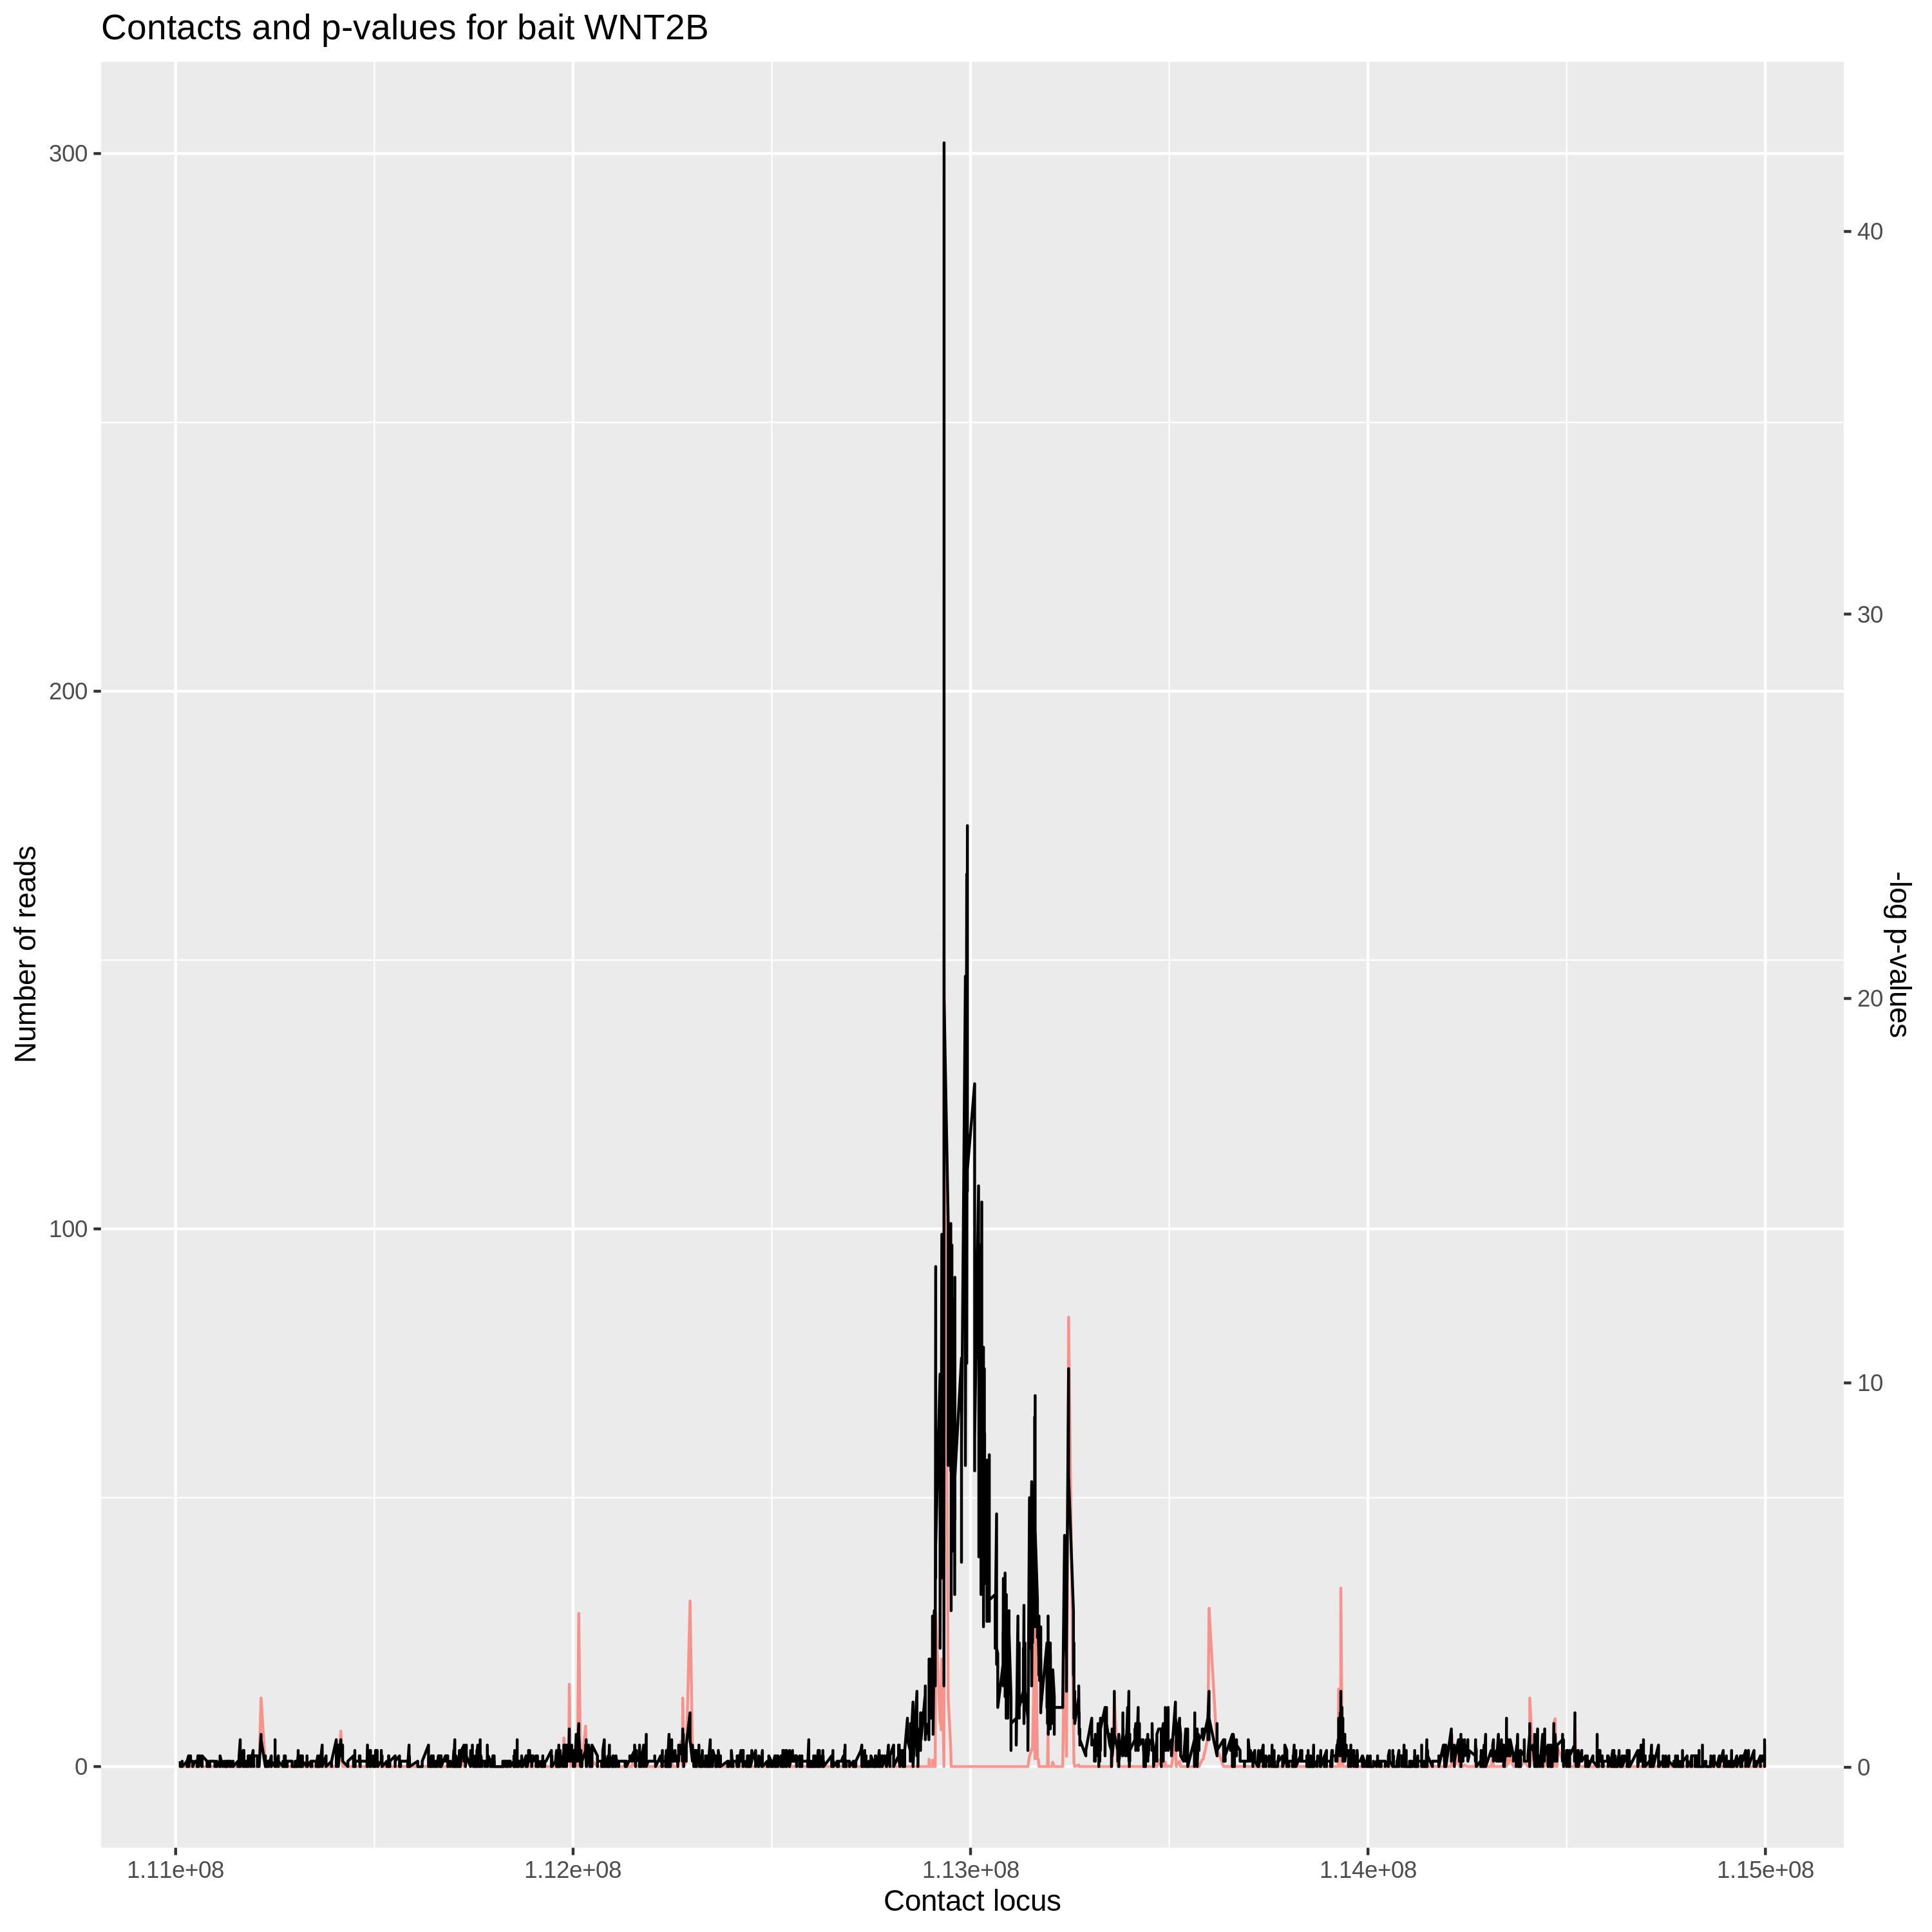 Contacts and p-values for bait WNT2B
300
200
100
0
Number of reads
40
30
20
10
0
-log p-values
1.11e+08
1.12e+08
1.13e+08
1.14e+08
1.15e+08
Contact locus